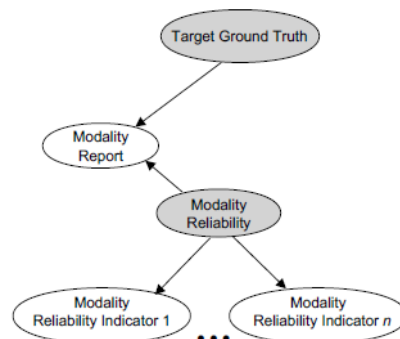 Target Ground Truth
Modality
Report
Modality
Reliability
Modality
Reliability Indicator 1
...
Modality
Reliability Indicator n